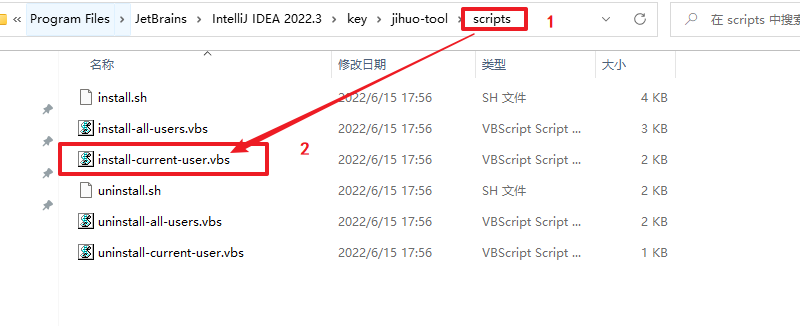 « Program Files › JetBrains › IntelliJ IDEA 2022.3 › key › jihuo-tool › scripts 1 在 scripts 中搜索
名称 修改日期 类型 大小
install.sh 2022/6/15 17:56 SH 文件 4 KB
install-all-users.vbs 2022/6/15 17:56 VBScript Script ... 3 KB
install-current-user.vbs 2 2022/6/15 17:56 VBScript Script ... 2 KB
uninstall.sh 2022/6/15 17:56 SH 文件 2 KB
uninstall-all-users.vbs 2022/6/15 17:56 VBScript Script ... 2 KB
uninstall-current-user.vbs 2022/6/15 17:56 VBScript Script ... 1 KB